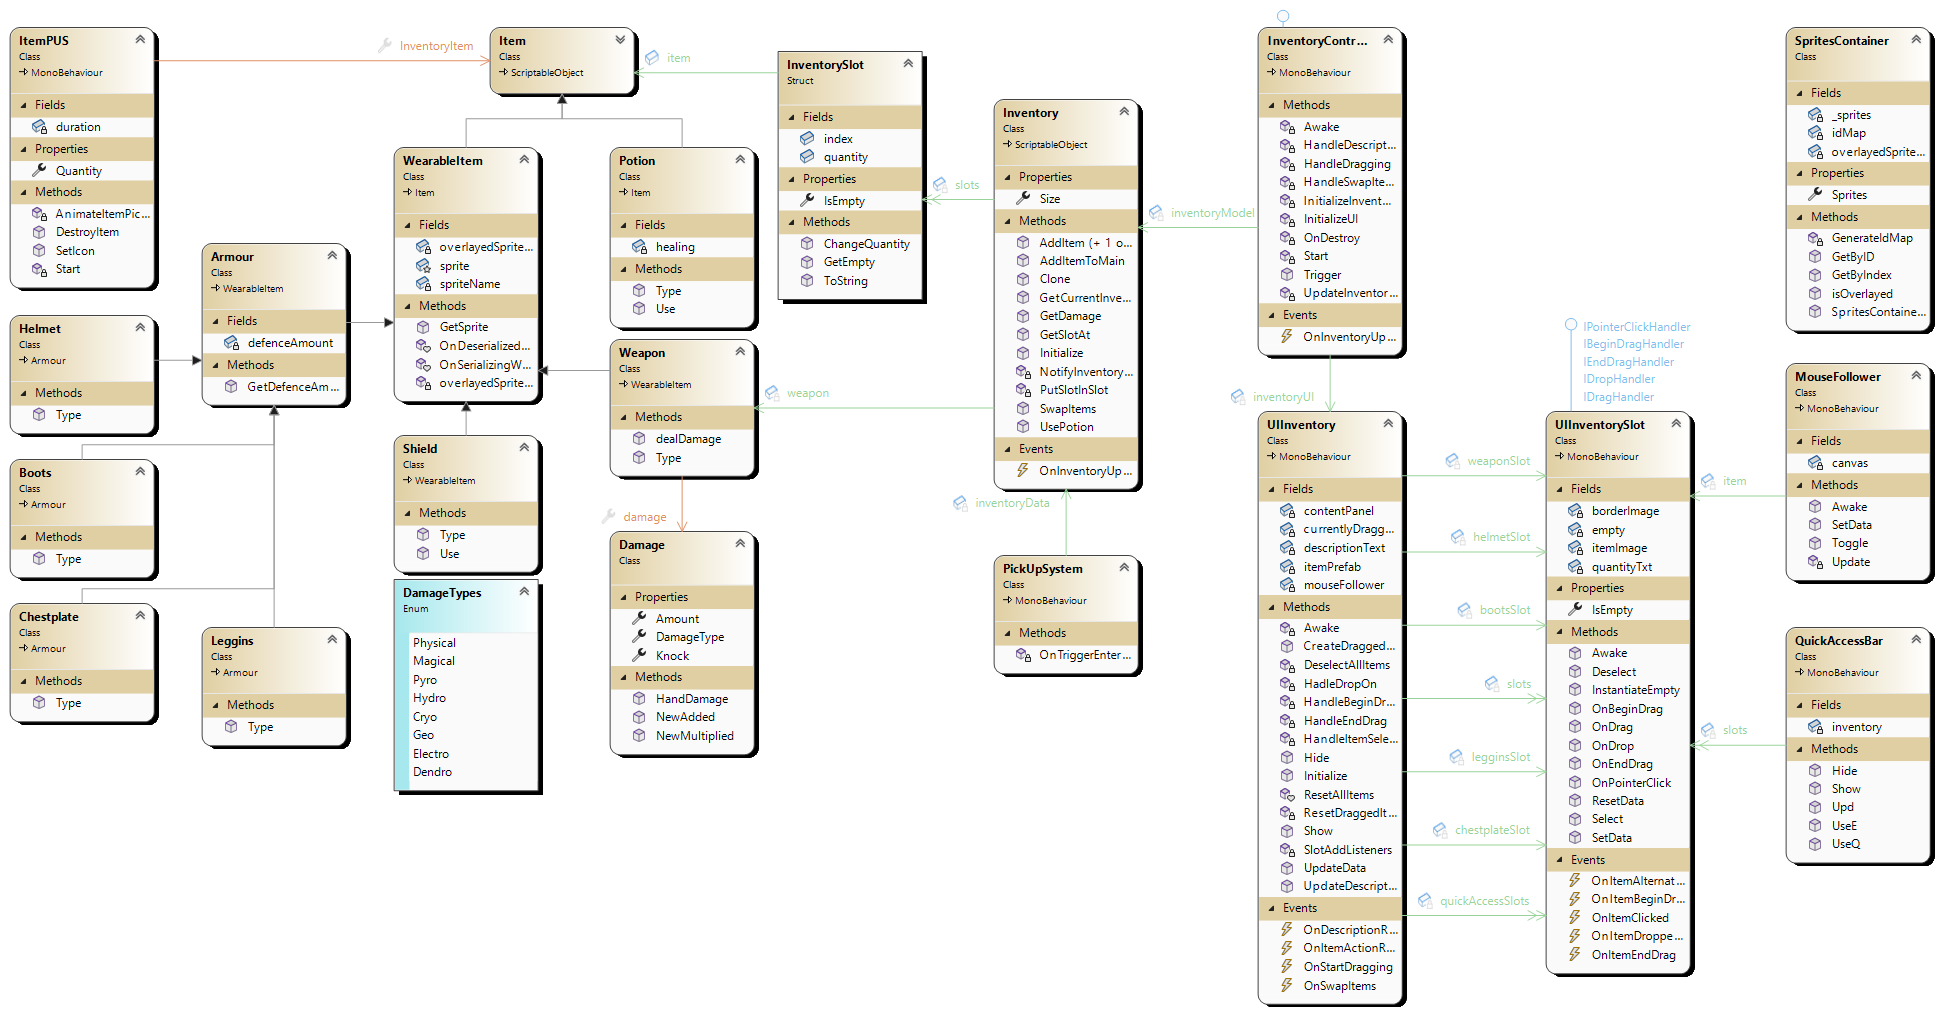 ItemPUS
Class
MonoBehaviour
Fields
duration
Properties
Quantity
Methods
AnimateItemPic...
DestroyItem
SetIcon
Start
InventoryItem
Item
Class
ScriptableObject
item
InventorySlot
Struct
Fields
index
quantity
Properties
IsEmpty
Methods
ChangeQuantity
GetEmpty
ToString
slots
Inventory
Class
ScriptableObject
Properties
Size
Methods
AddItem (+ 1 o...
AddItemToMain
Clone
GetCurrentInve...
GetDamage
GetSlotAt
Initialize
NotifyInventory...
PutSlotInSlot
SwapItems
UsePotion
Events
OnInventoryUp...
inventoryModel
InventoryContr...
Class
MonoBehaviour
Methods
Awake
HandleDescript...
HandleDragging
HandleSwapIte...
InitializeInvent...
InitializeUI
OnDestroy
Start
Trigger
UpdateInventor...
Events
OnInventoryUp...
inventoryUI
SpritesContainer
Class
Fields
_sprites
idMap
overlayedSprite...
Properties
Sprites
Methods
GenerateIdMap
GetByID
GetByIndex
isOverlayed
SpritesContaine...
WearableItem
Class
Item
Fields
overlayedSprite...
sprite
spriteName
Methods
GetSprite
OnDeserialized...
OnSerializingW...
overlayedSprite...
Potion
Class
Item
Fields
healing
Methods
Type
Use
Armour
Class
WearableItem
Fields
defenceAmount
Methods
GetDefenceAm...
Helmet
Class
Armour
Methods
Type
Boots
Class
Armour
Methods
Type
Chestplate
Class
Armour
Methods
Type
Leggins
Class
Armour
Methods
Type
Weapon
Class
WearableItem
Methods
dealDamage
Type
weapon
damage
Shield
Class
WearableItem
Methods
Type
Use
DamageTypes
Enum
Physical
Magical
Pyro
Hydro
Cryo
Geo
Electro
Dendro
Damage
Class
Properties
Amount
DamageType
Knock
Methods
HandDamage
NewAdded
NewMultiplied
inventoryData
PickUpSystem
Class
MonoBehaviour
Methods
OnTriggerEnter...
UIInventory
Class
MonoBehaviour
Fields
contentPanel
currentlyDragg...
descriptionText
itemPrefab
mouseFollower
Methods
Awake
CreateDragged...
DeselectAllItems
HadleDropOn
HandleBeginDr...
HandleEndDrag
HandleItemSele...
Hide
Initialize
ResetAllItems
ResetDraggedIt...
Show
SlotAddListeners
UpdateData
UpdateDescript...
Events
OnDescriptionR...
OnItemActionR...
OnStartDragging
OnSwapItems
weaponSlot
helmetSlot
bootsSlot
slots
legginsSlot
chestplateSlot
quickAccessSlots
IPointerClickHandler
IBeginDragHandler
IEndDragHandler
IDropHandler
IDragHandler
UIInventorySlot
Class
MonoBehaviour
Fields
borderImage
empty
itemImage
quantityTxt
Properties
IsEmpty
Methods
Awake
Deselect
InstantiateEmpty
OnBeginDrag
OnDrag
OnDrop
OnEndDrag
OnPointerClick
ResetData
Select
SetData
Events
OnItemAlternat...
OnItemBeginDr...
OnItemClicked
OnItemDroppe...
OnItemEndDrag
item
MouseFollower
Class
MonoBehaviour
Fields
canvas
Methods
Awake
SetData
Toggle
Update
slots
QuickAccessBar
Class
MonoBehaviour
Fields
inventory
Methods
Hide
Show
Upd
UseE
UseQ